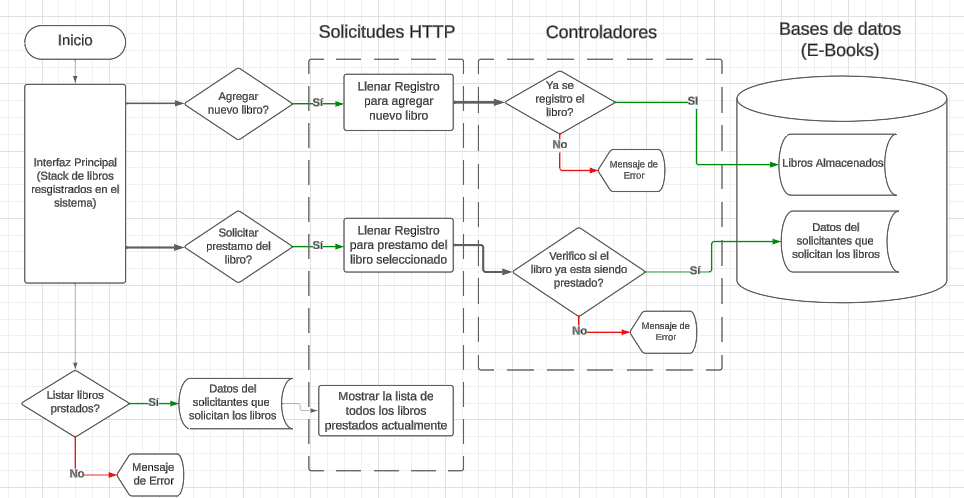 Inicio
Solicitudes HTTP
Controladores
Bases de datos
(E-Books)
Interfaz Principal
(Stack de libros
resgistrados en el
sistema)
Agregar
nuevo libro?
Sí
Llenar Registro
para agregar
nuevo libro
Ya se
registro el
libro?
SI
No
Mensaje de
Error
Libros Almacenados
Solicitar
prestamo del
libro?
Sí
Llenar Registro
para prestamo del
libro seleccionado
Verifico si el
libro ya esta siendo
prestado?
Sí
No
Mensaje de
Error
Datos del
solicitantes que
solicitan los libros
Listar libros
prstados?
Sí
Datos del
solicitantes que
solicitan los libros
Mostrar la lista de
todos los libros
prestados actualmente
No
Mensaje
de Error